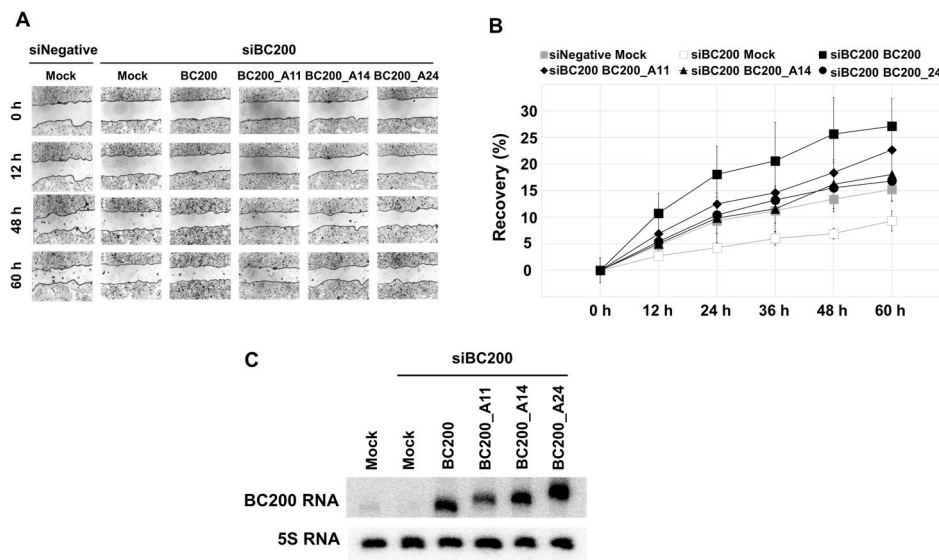 A
siNegative siBC200
Mock Mock BC200 BC200_A11 BC200_A14 BC200_A24
0 h
12 h
48 h
60 h
B
siNegative Mock siBC200 Mock siBC200 BC200
siBC200 BC200_A11 siBC200 BC200_A14 siBC200 BC200_24
Recovery (%)
30
25
20
15
10
5
0
0 h 12 h 24 h 36 h 48 h 60 h
C
siBC200
Mock Mock BC200 BC200_A11 BC200_A14 BC200_A24
BC200 RNA
5S RNA